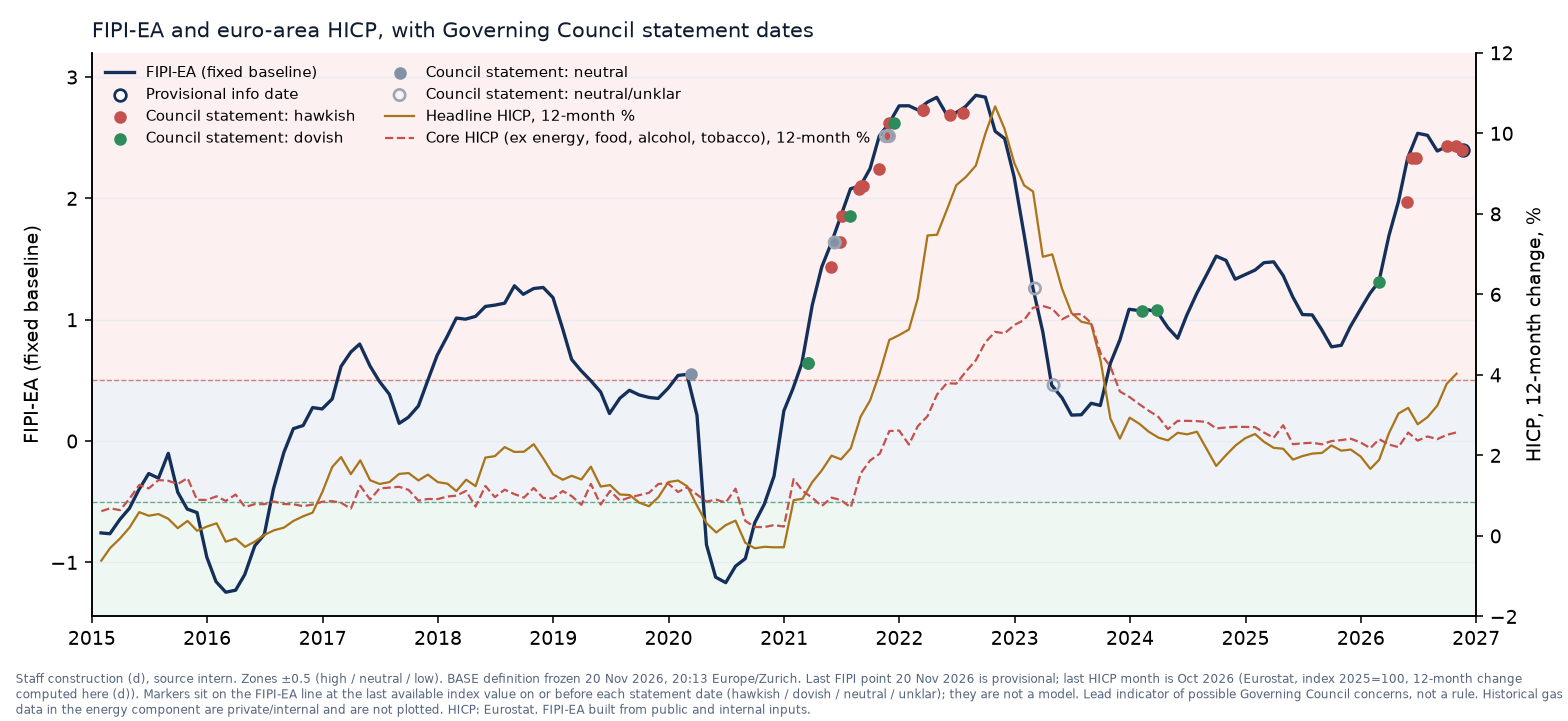 FIPI-EA and euro-area HICP, with Governing Council statement dates
FIPI-EA (fixed baseline)
Provisional info date
Council statement: hawkish
Council statement: dovish
Council statement: neutral
Council statement: neutral/unklar
Headline HICP, 12-month %
Core HICP (ex energy, food, alcohol, tobacco), 12-month %
FIPI-EA (fixed baseline)
3
2
1
0
−1
HICP, 12-month change, %
12
10
8
6
4
2
0
−2
2015 2016 2017 2018 2019 2020 2021 2022 2023 2024 2025 2026 2027
Staff construction (d), source intern. Zones ±0.5 (high / neutral / low). BASE definition frozen 20 Nov 2026, 20:13 Europe/Zurich. Last FIPI point 20 Nov 2026 is provisional; last HICP month is Oct 2026 (Eurostat, index 2025=100, 12-month change
computed here (d)). Markers sit on the FIPI-EA line at the last available index value on or before each statement date (hawkish / dovish / neutral / unklar); they are not a model. Lead indicator of possible Governing Council concerns, not a rule. Historical gas
data in the energy component are private/internal and are not plotted. HICP: Eurostat. FIPI-EA built from public and internal inputs.